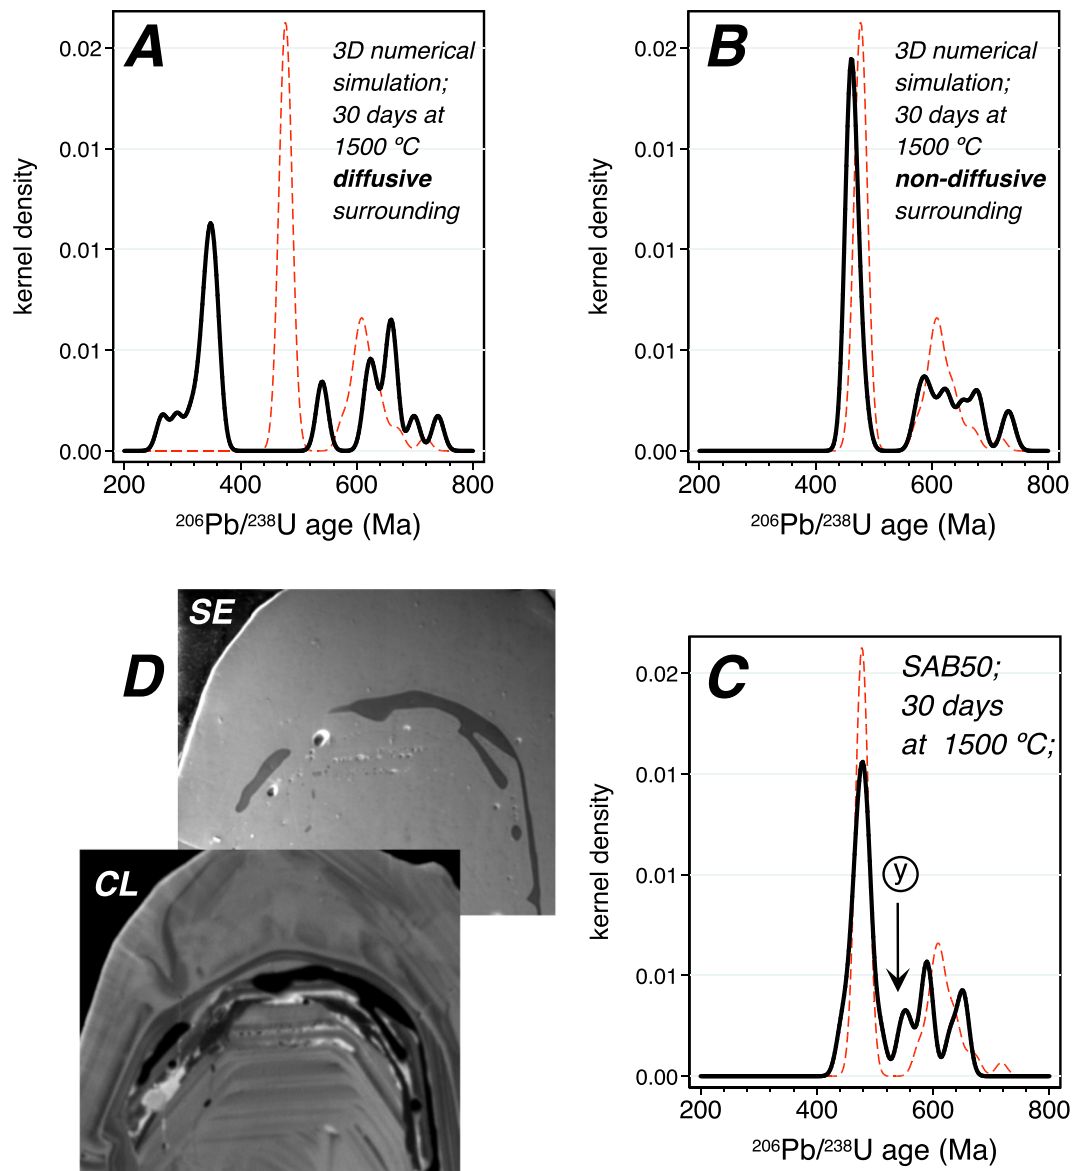 A
3D numerical
simulation;
30 days at
1500 ºC
diffusive
surrounding
0.02
0.01
0.01
0.01
0.00
kernel density
200
400
600
800
206Pb/238U age (Ma)
B
3D numerical
simulation;
30 days at
1500 ºC
non-diffusive
surrounding
0.02
0.01
0.01
0.01
0.00
kernel density
200
400
600
800
206Pb/238U age (Ma)
D
SE
CL
C
SAB50;
30 days
at 1500 ºC;
y
0.02
0.01
0.01
0.01
0.00
kernel density
200
400
600
800
206Pb/238U age (Ma)